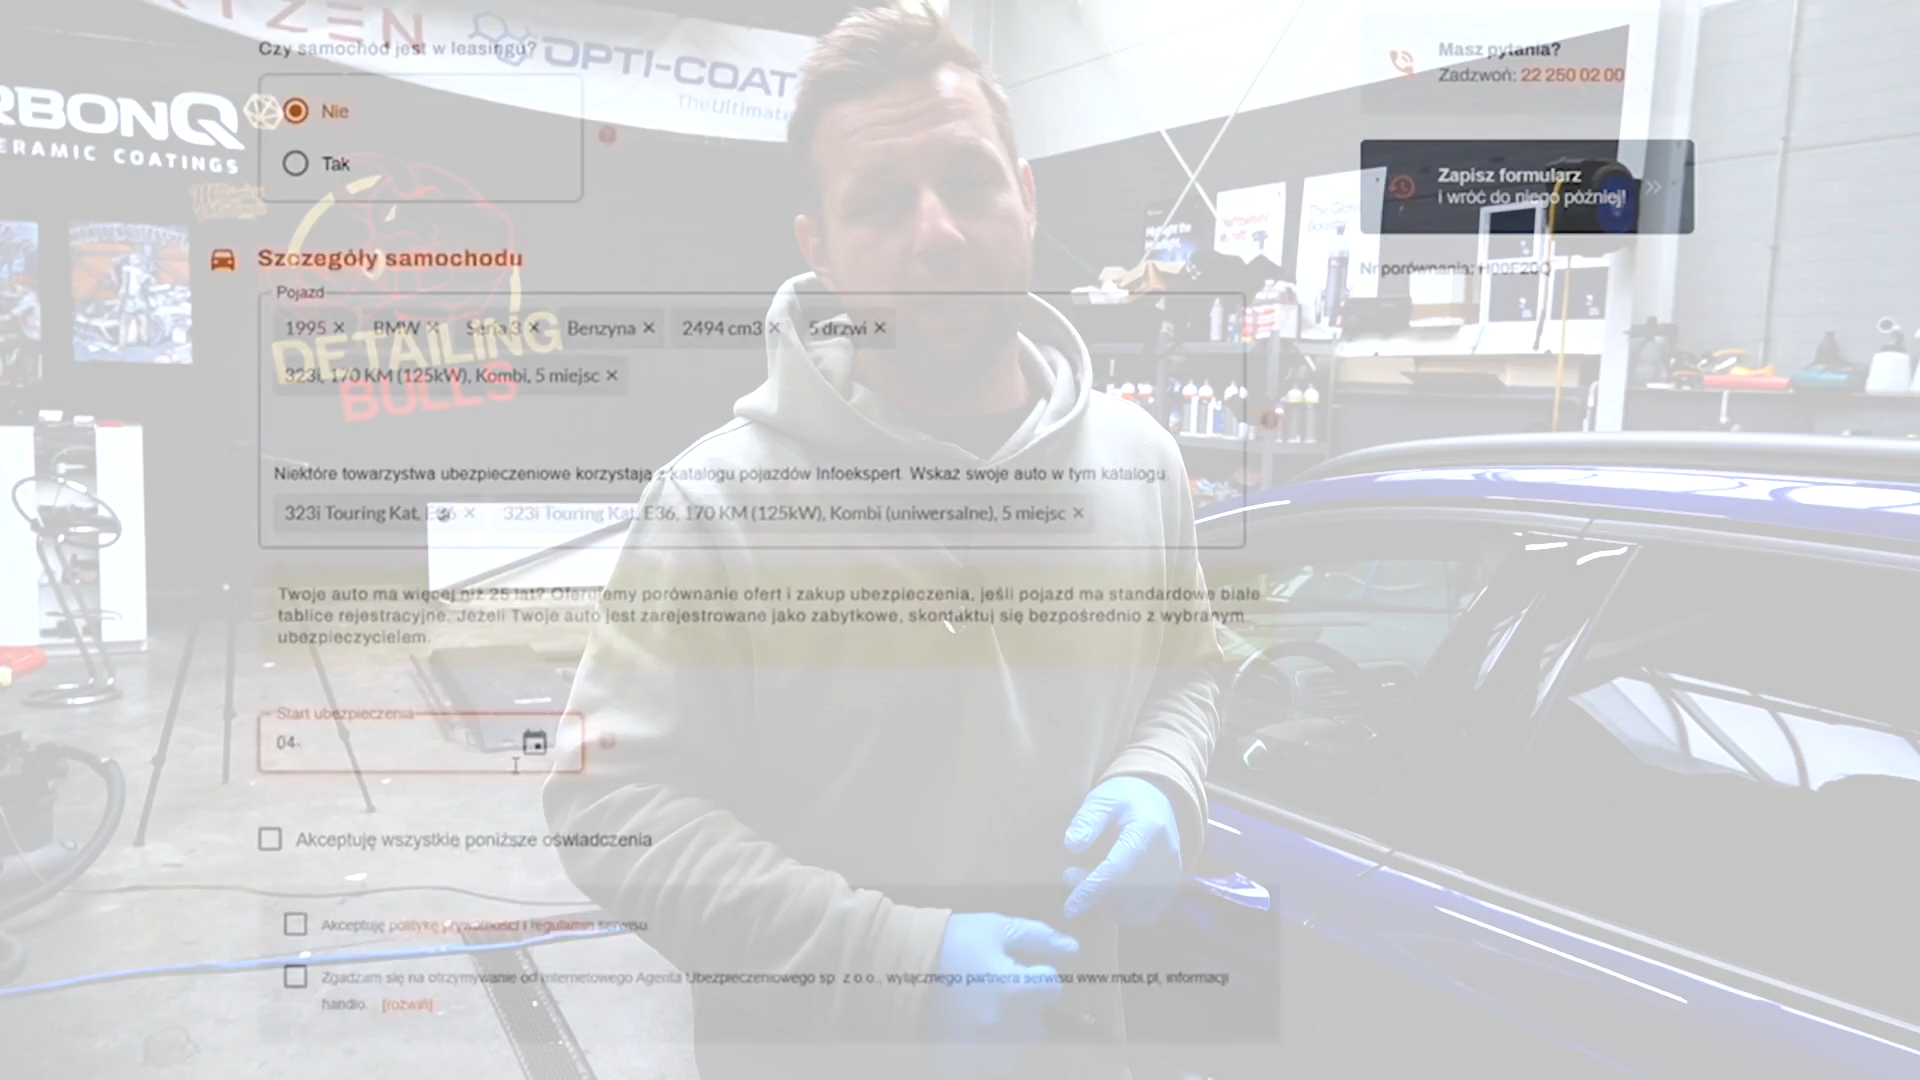 ZEN
OPTI-COAT
TheUltimate
RBONQ
ERAMIC COATINGS
DETAILING
BULLS
Czy samochód jest w leasingu?
Nie
Tak
Masz pytania?
Zadzwoń: 22 250 02 00
Zapisz formularz
i wróć do niego później!
Nr porównania: H00E20Q
Szczegóły samochodu
Pojazd
1995 × BMW × Seria 3 × Benzyna × 2494 cm3 × 5 drzwi ×
323i, 170 KM (125kW), Kombi, 5 miejsc ×
Niektóre towarzystwa ubezpieczeniowe korzystają z katalogu pojazdów Infoekspert. Wskaż swoje auto w tym katalogu.
323i Touring Kat. E36 × 323i Touring Kat. E36, 170 KM (125kW), Kombi (uniwersalne), 5 miejsc ×
Twoje auto ma więcej niż 25 lat? Oferujemy porównanie ofert i zakup ubezpieczenia, jeśli pojazd ma standardowe białe
tablice rejestracyjne. Jeżeli Twoje auto jest zarejestrowane jako zabytkowe, skontaktuj się bezpośrednio z wybranym
ubezpieczycielem.
Start ubezpieczenia
04-
Akceptuję wszystkie poniższe oświadczenia
Akceptuję politykę prywatności i regulamin serwisu.
Zgadzam się na otrzymywanie od Internetowego Agenta Ubezpieczeniowego sp. z o.o., wyłącznego partnera serwisu www.mubi.pl, informacji
handlo. [rozwiń]